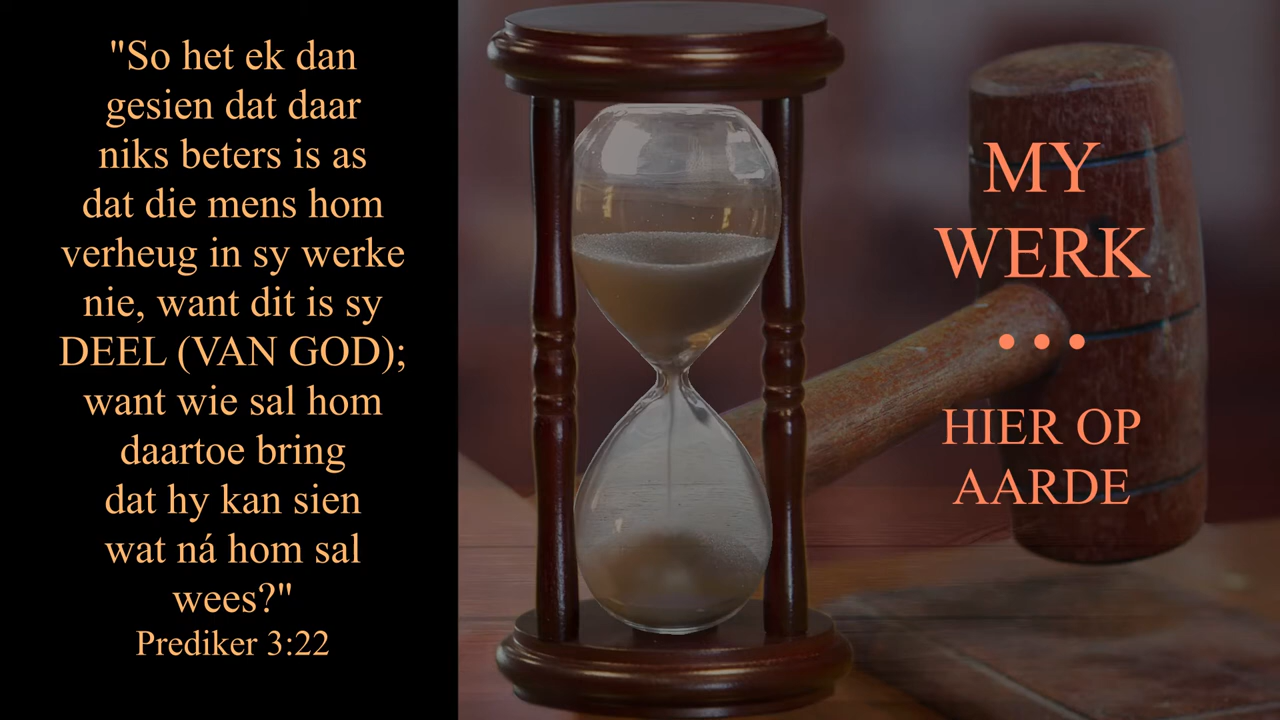 "So het ek dan
gesien dat daar
niks beters is as
dat die mens hom
verheug in sy werke
nie, want dit is sy
DEEL (VAN GOD);
want wie sal hom
daartoe bring
dat hy kan sien
wat ná hom sal
wees?"
Prediker 3:22
MY
WERK
• • •
HIER OP
AARDE